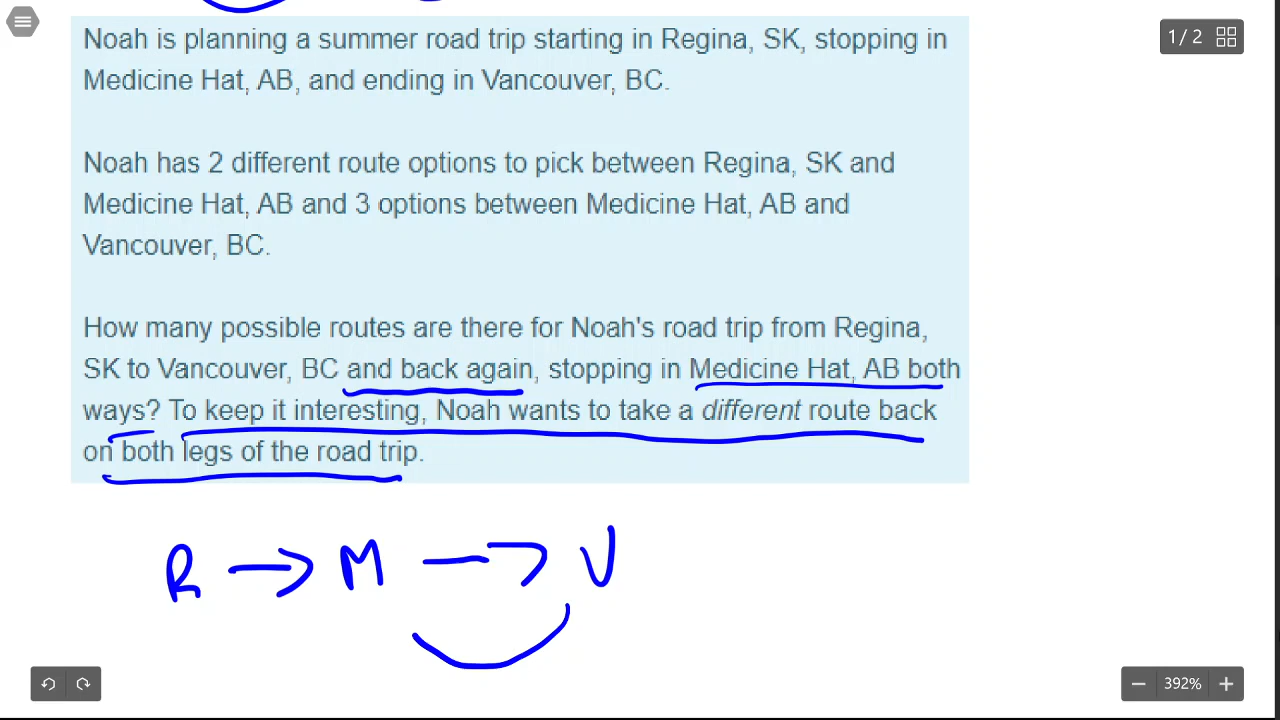 1 / 2
Noah is planning a summer road trip starting in Regina, SK, stopping in
Medicine Hat, AB, and ending in Vancouver, BC.
Noah has 2 different route options to pick between Regina, SK and
Medicine Hat, AB and 3 options between Medicine Hat, AB and
Vancouver, BC.
How many possible routes are there for Noah's road trip from Regina,
SK to Vancouver, BC and back again, stopping in Medicine Hat, AB both
ways? To keep it interesting, Noah wants to take a different route back
on both legs of the road trip.
R → M → V
392%